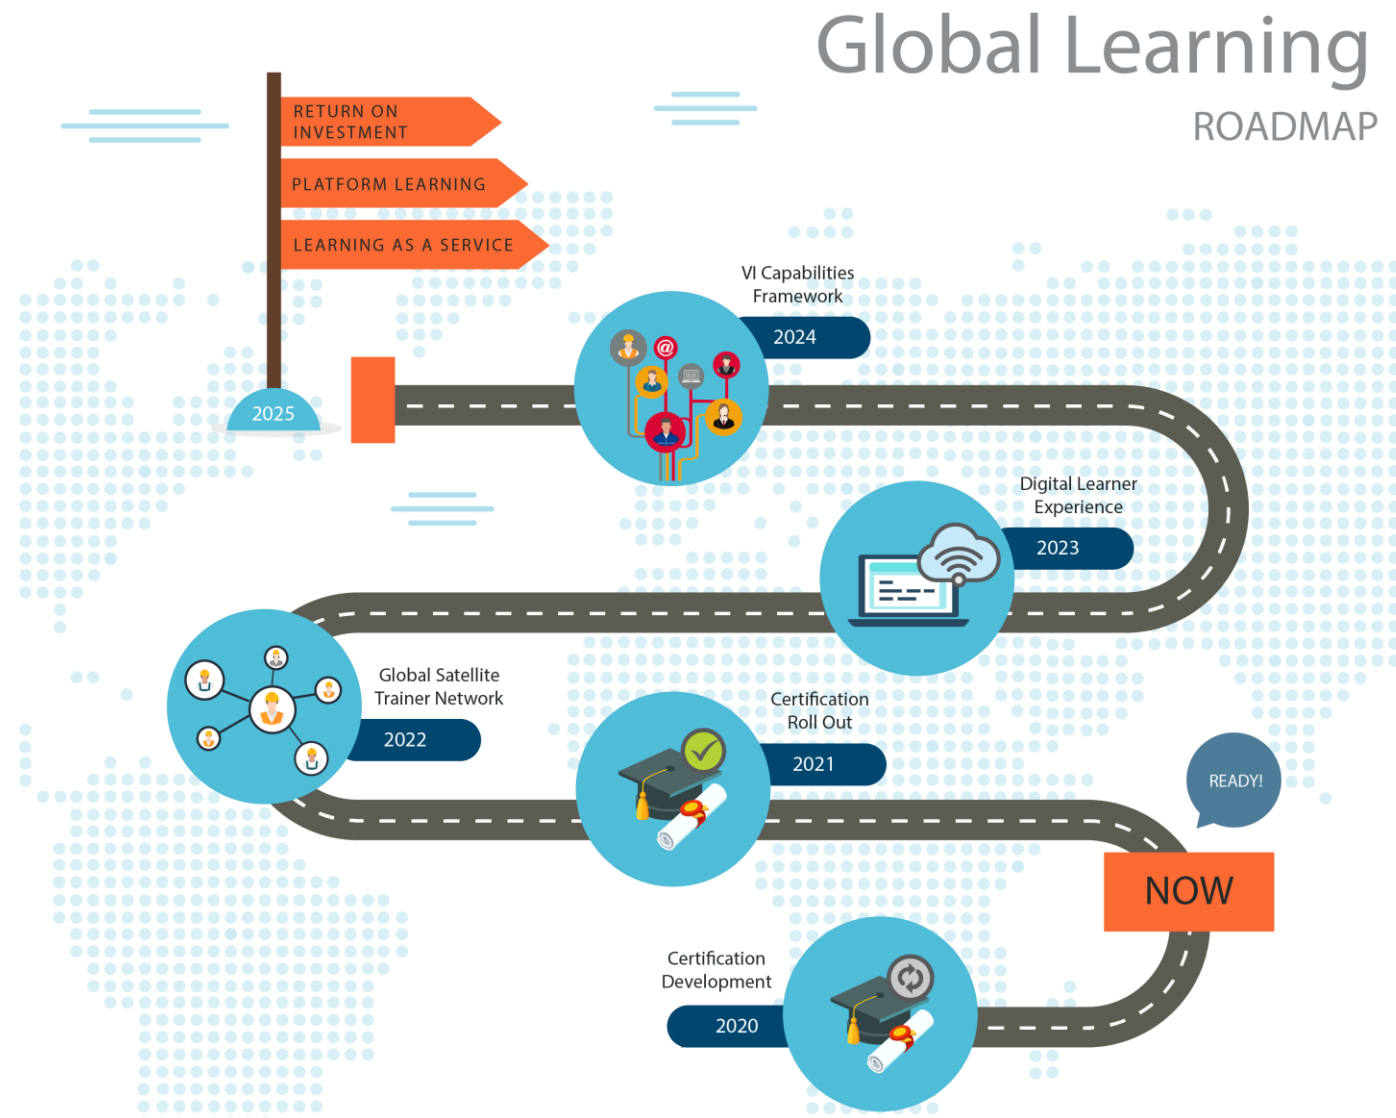 Global Learning
ROADMAP
RETURN ON
INVESTMENT
PLATFORM LEARNING
LEARNING AS A SERVICE
2025
VI Capabilities
Framework
2024
@
Digital Learner
Experience
2023
Global Satellite
Trainer Network
2022
Certification
Roll Out
2021
READY!
NOW
Certification
Development
2020